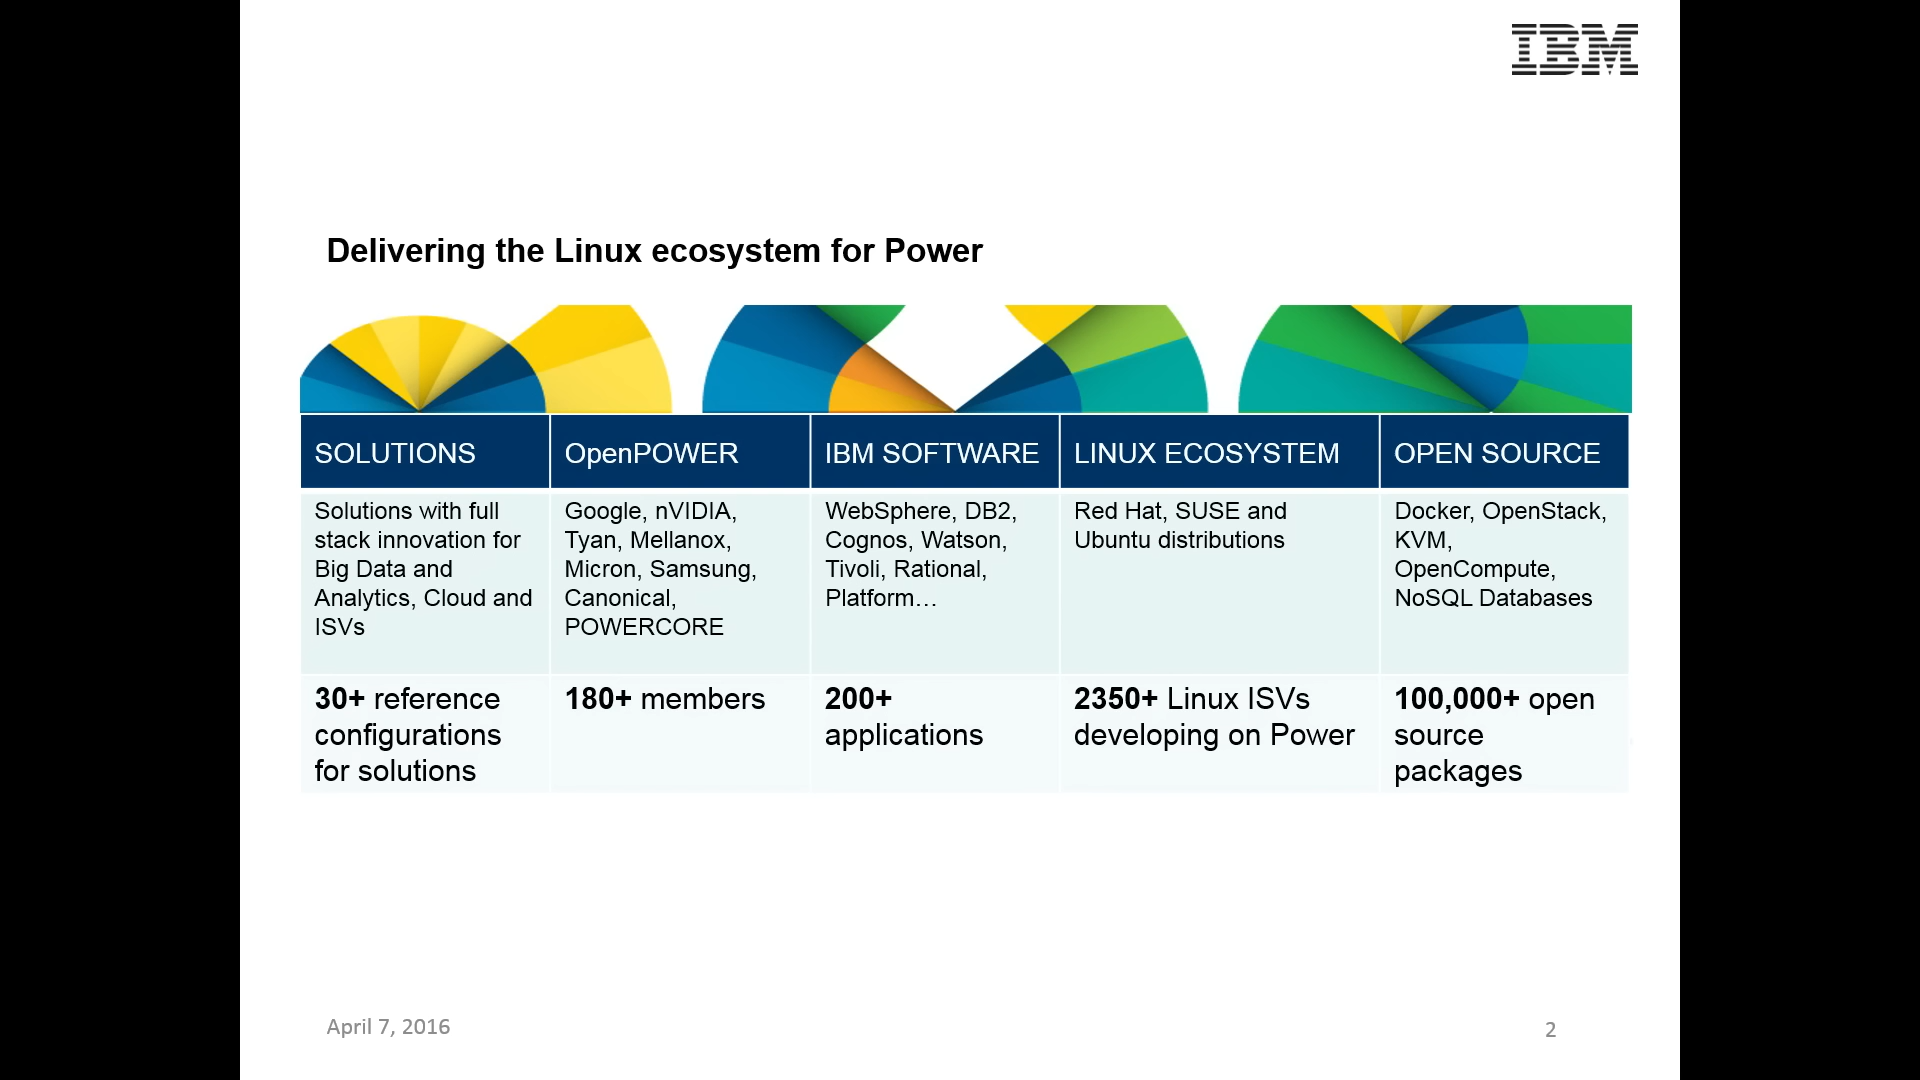 IBM
Delivering the Linux ecosystem for Power
SOLUTIONS
OpenPOWER
IBM SOFTWARE
LINUX ECOSYSTEM
OPEN SOURCE
Solutions with full
stack innovation for
Big Data and
Analytics, Cloud and
ISVs
Google, nVIDIA,
Tyan, Mellanox,
Micron, Samsung,
Canonical,
POWERCORE
WebSphere, DB2,
Cognos, Watson,
Tivoli, Rational,
Platform…
Red Hat, SUSE and
Ubuntu distributions
Docker, OpenStack,
KVM,
OpenCompute,
NoSQL Databases
30+ reference
configurations
for solutions
180+ members
200+
applications
2350+ Linux ISVs
developing on Power
100,000+ open
source
packages
April 7, 2016
2